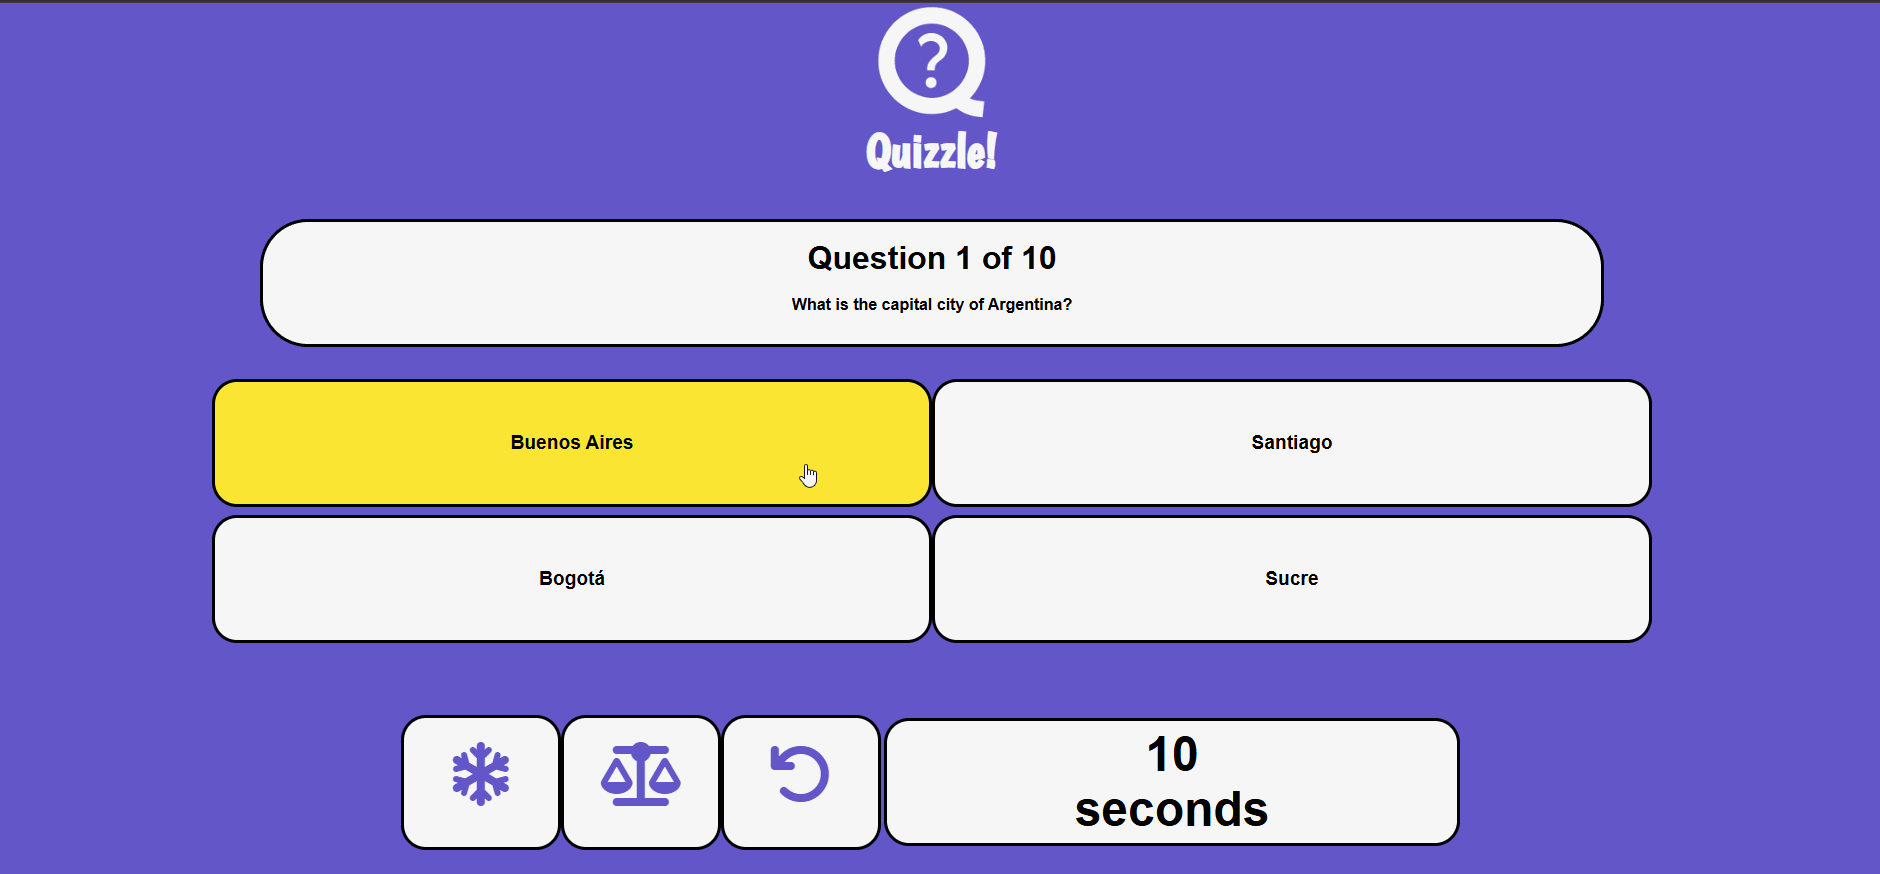 ?
Quizzle!
Question 1 of 10
What is the capital city of Argentina?
Buenos Aires
Santiago
Bogotá
Sucre
10
seconds